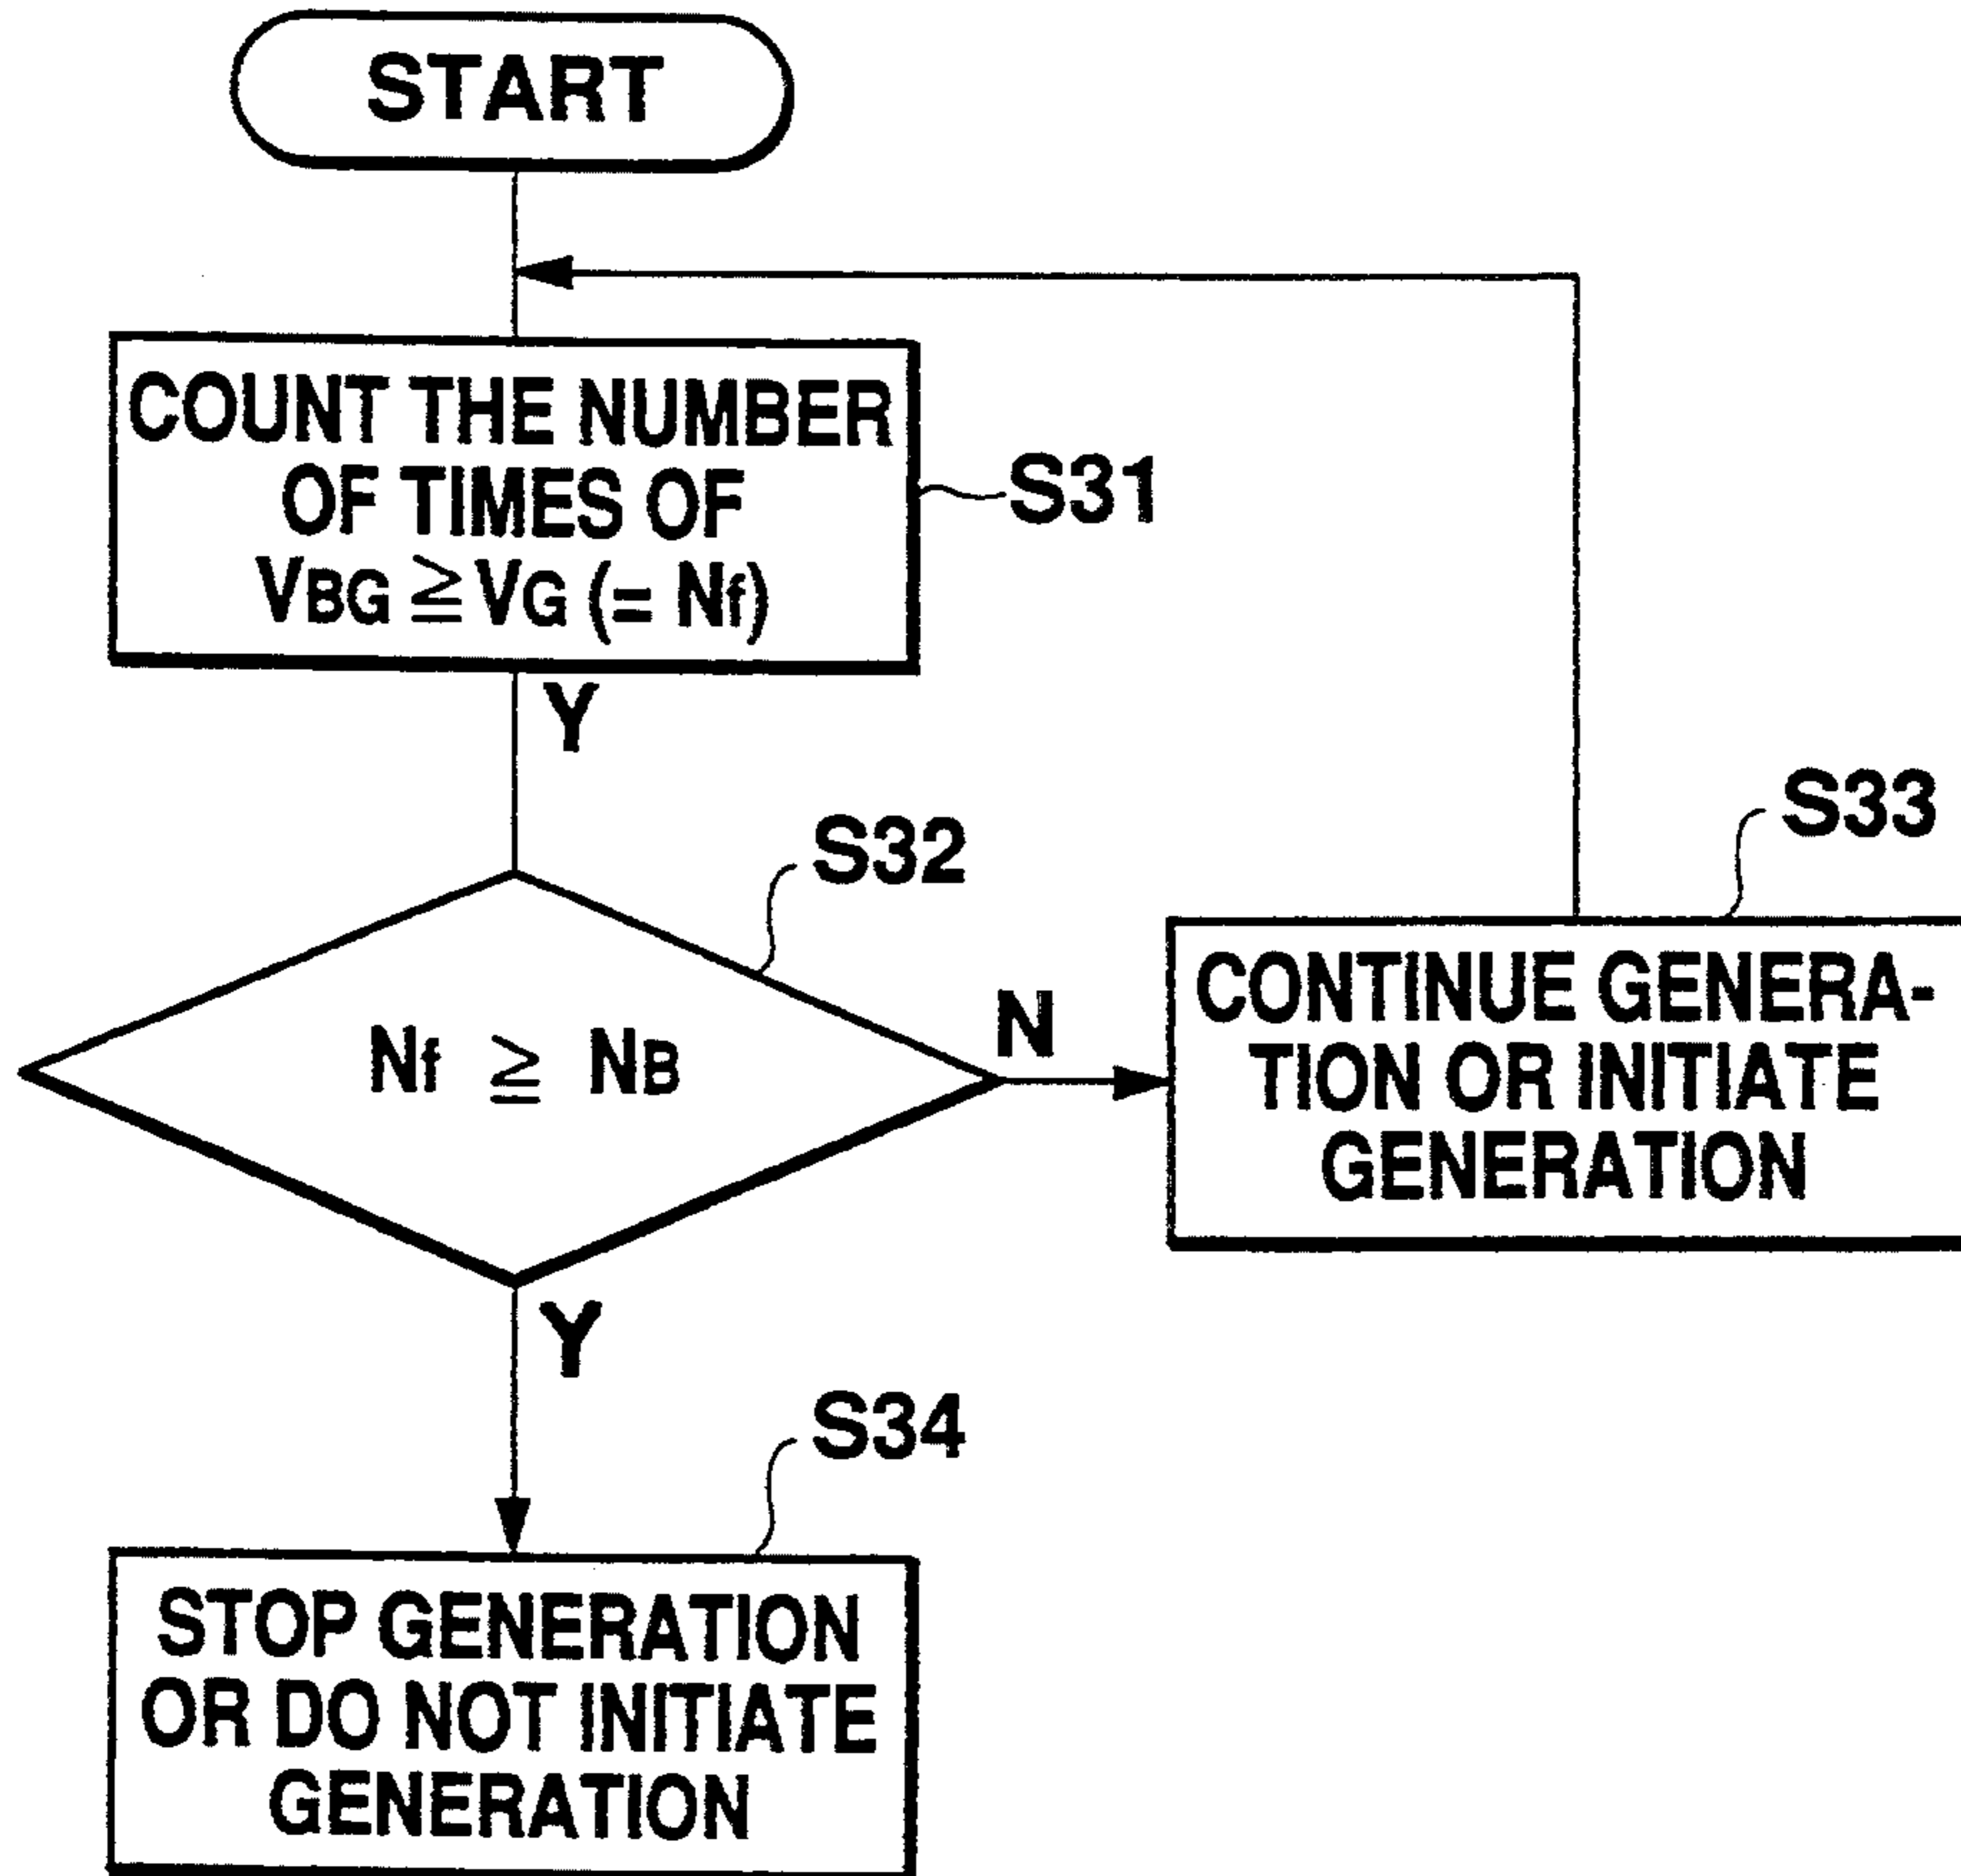 START
COUNT THE NUMBER
OF TIMES OF
VBG ≧ VG (= Nf)
S31
Y
S32
Nf ≧ NB
N
S33
CONTINUE GENERA-
TION OR INITIATE
GENERATION
Y
S34
STOP GENERATION
OR DO NOT INITIATE
GENERATION